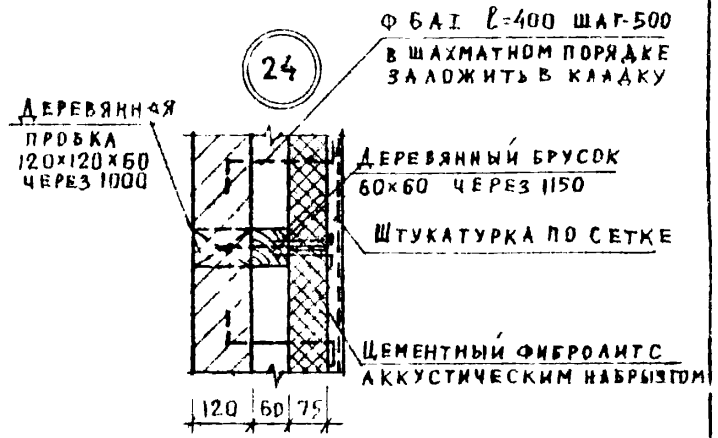 Ф 6АI ℓ=400 ШАГ-500
В ШАХМАТНОМ ПОРЯДКЕ
ЗАЛОЖИТЬ В КЛАДКУ
24
ДЕРЕВЯННАЯ
ПРОБКА
120×120×60
ЧЕРЕЗ 1000
ДЕРЕВЯННЫЙ БРУСОК
60×60 ЧЕРЕЗ 1150
ШТУКАТУРКА ПО СЕТКЕ
ЦЕМЕНТНЫЙ ФИБРОЛИТ С
АККУСТИЧЕСКИМ НАБРЫЗГОМ
120 60 75